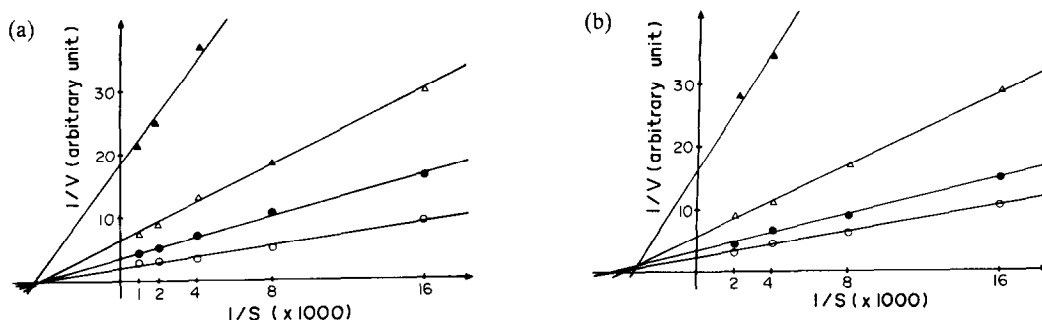 (a)
1/V (arbitrary unit)
30
20
10
1 2 4 8 16
1/S (x1000)
(b)
1/V (arbitrary unit)
30
20
10
2 4 8 16
1/S (x1000)